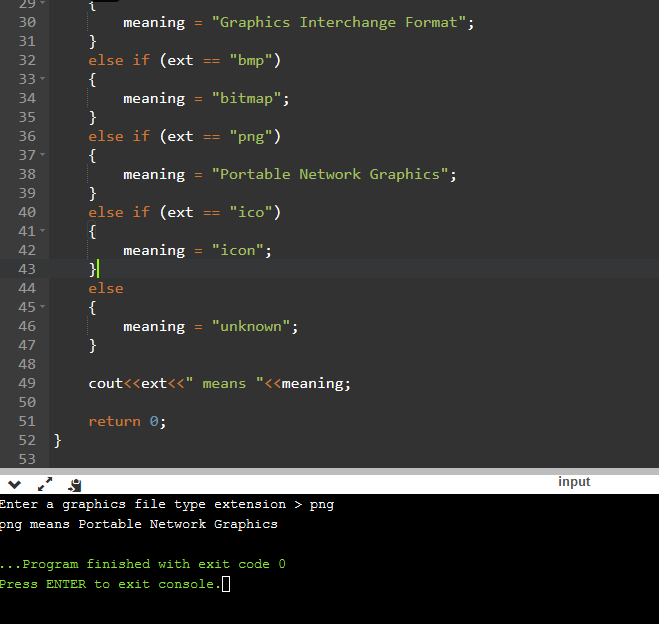 29 {
30 meaning = "Graphics Interchange Format";
31 }
32 else if (ext == "bmp")
33 {
34 meaning = "bitmap";
35 }
36 else if (ext == "png")
37 {
38 meaning = "Portable Network Graphics";
39 }
40 else if (ext == "ico")
41 {
42 meaning = "icon";
43 }
44 else
45 {
46 meaning = "unknown";
47 }
48
49 cout<<ext<<" means "<<meaning;
50
51 return 0;
52 }
53
input
Enter a graphics file type extension > png
png means Portable Network Graphics
...Program finished with exit code 0
Press ENTER to exit console.